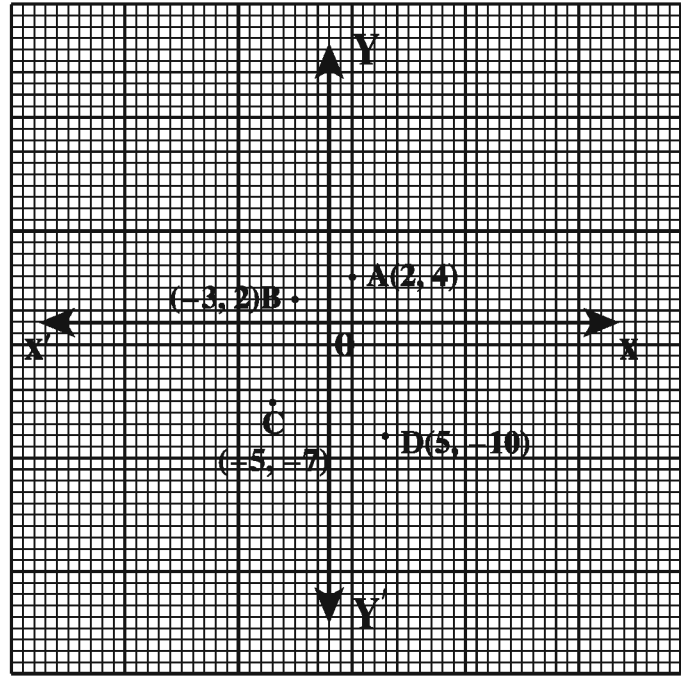 Y
A(2, 4)
(−3, 2)B
X′
0
X
C
D(5, −10)
(−5, −7)
Y′